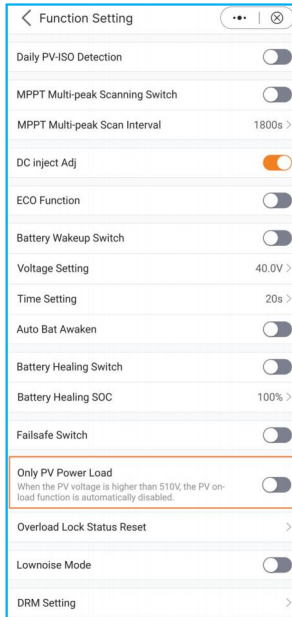 Function Setting
Daily PV-ISO Detection
MPPT Multi-peak Scanning Switch
MPPT Multi-peak Scan Interval 1800s >
DC inject Adj
ECO Function
Battery Wakeup Switch
Voltage Setting 40.0V >
Time Setting 20s >
Auto Bat Awaken
Battery Healing Switch
Battery Healing SOC 100% >
Failsafe Switch
Only PV Power Load
When the PV voltage is higher than 510V, the PV on-
load function is automatically disabled.
Overload Lock Status Reset >
Lownoise Mode
DRM Setting >